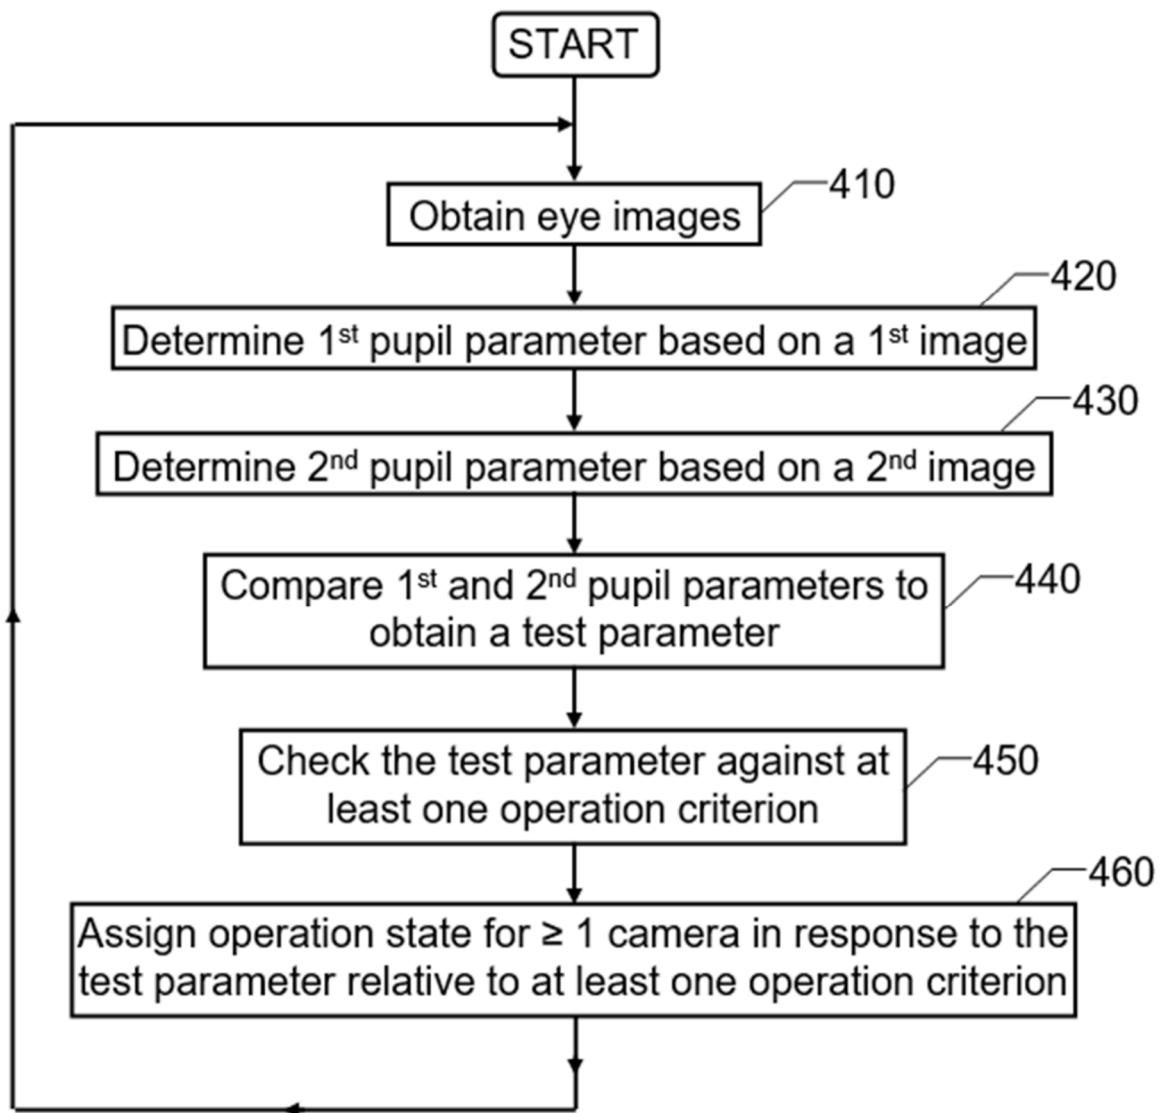 START
410
Obtain eye images
420
Determine 1st pupil parameter based on a 1st image
430
Determine 2nd pupil parameter based on a 2nd image
440
Compare 1st and 2nd pupil parameters to
obtain a test parameter
450
Check the test parameter against at
least one operation criterion
460
Assign operation state for ≥ 1 camera in response to the
test parameter relative to at least one operation criterion